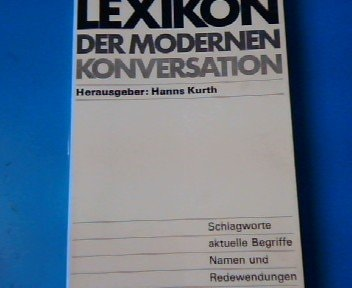 LEXIKON
DER MODERNEN
KONVERSATION
Herausgeber: Hanns Kurth
Schlagworte
aktuelle Begriffe
Namen und
Redewendungen